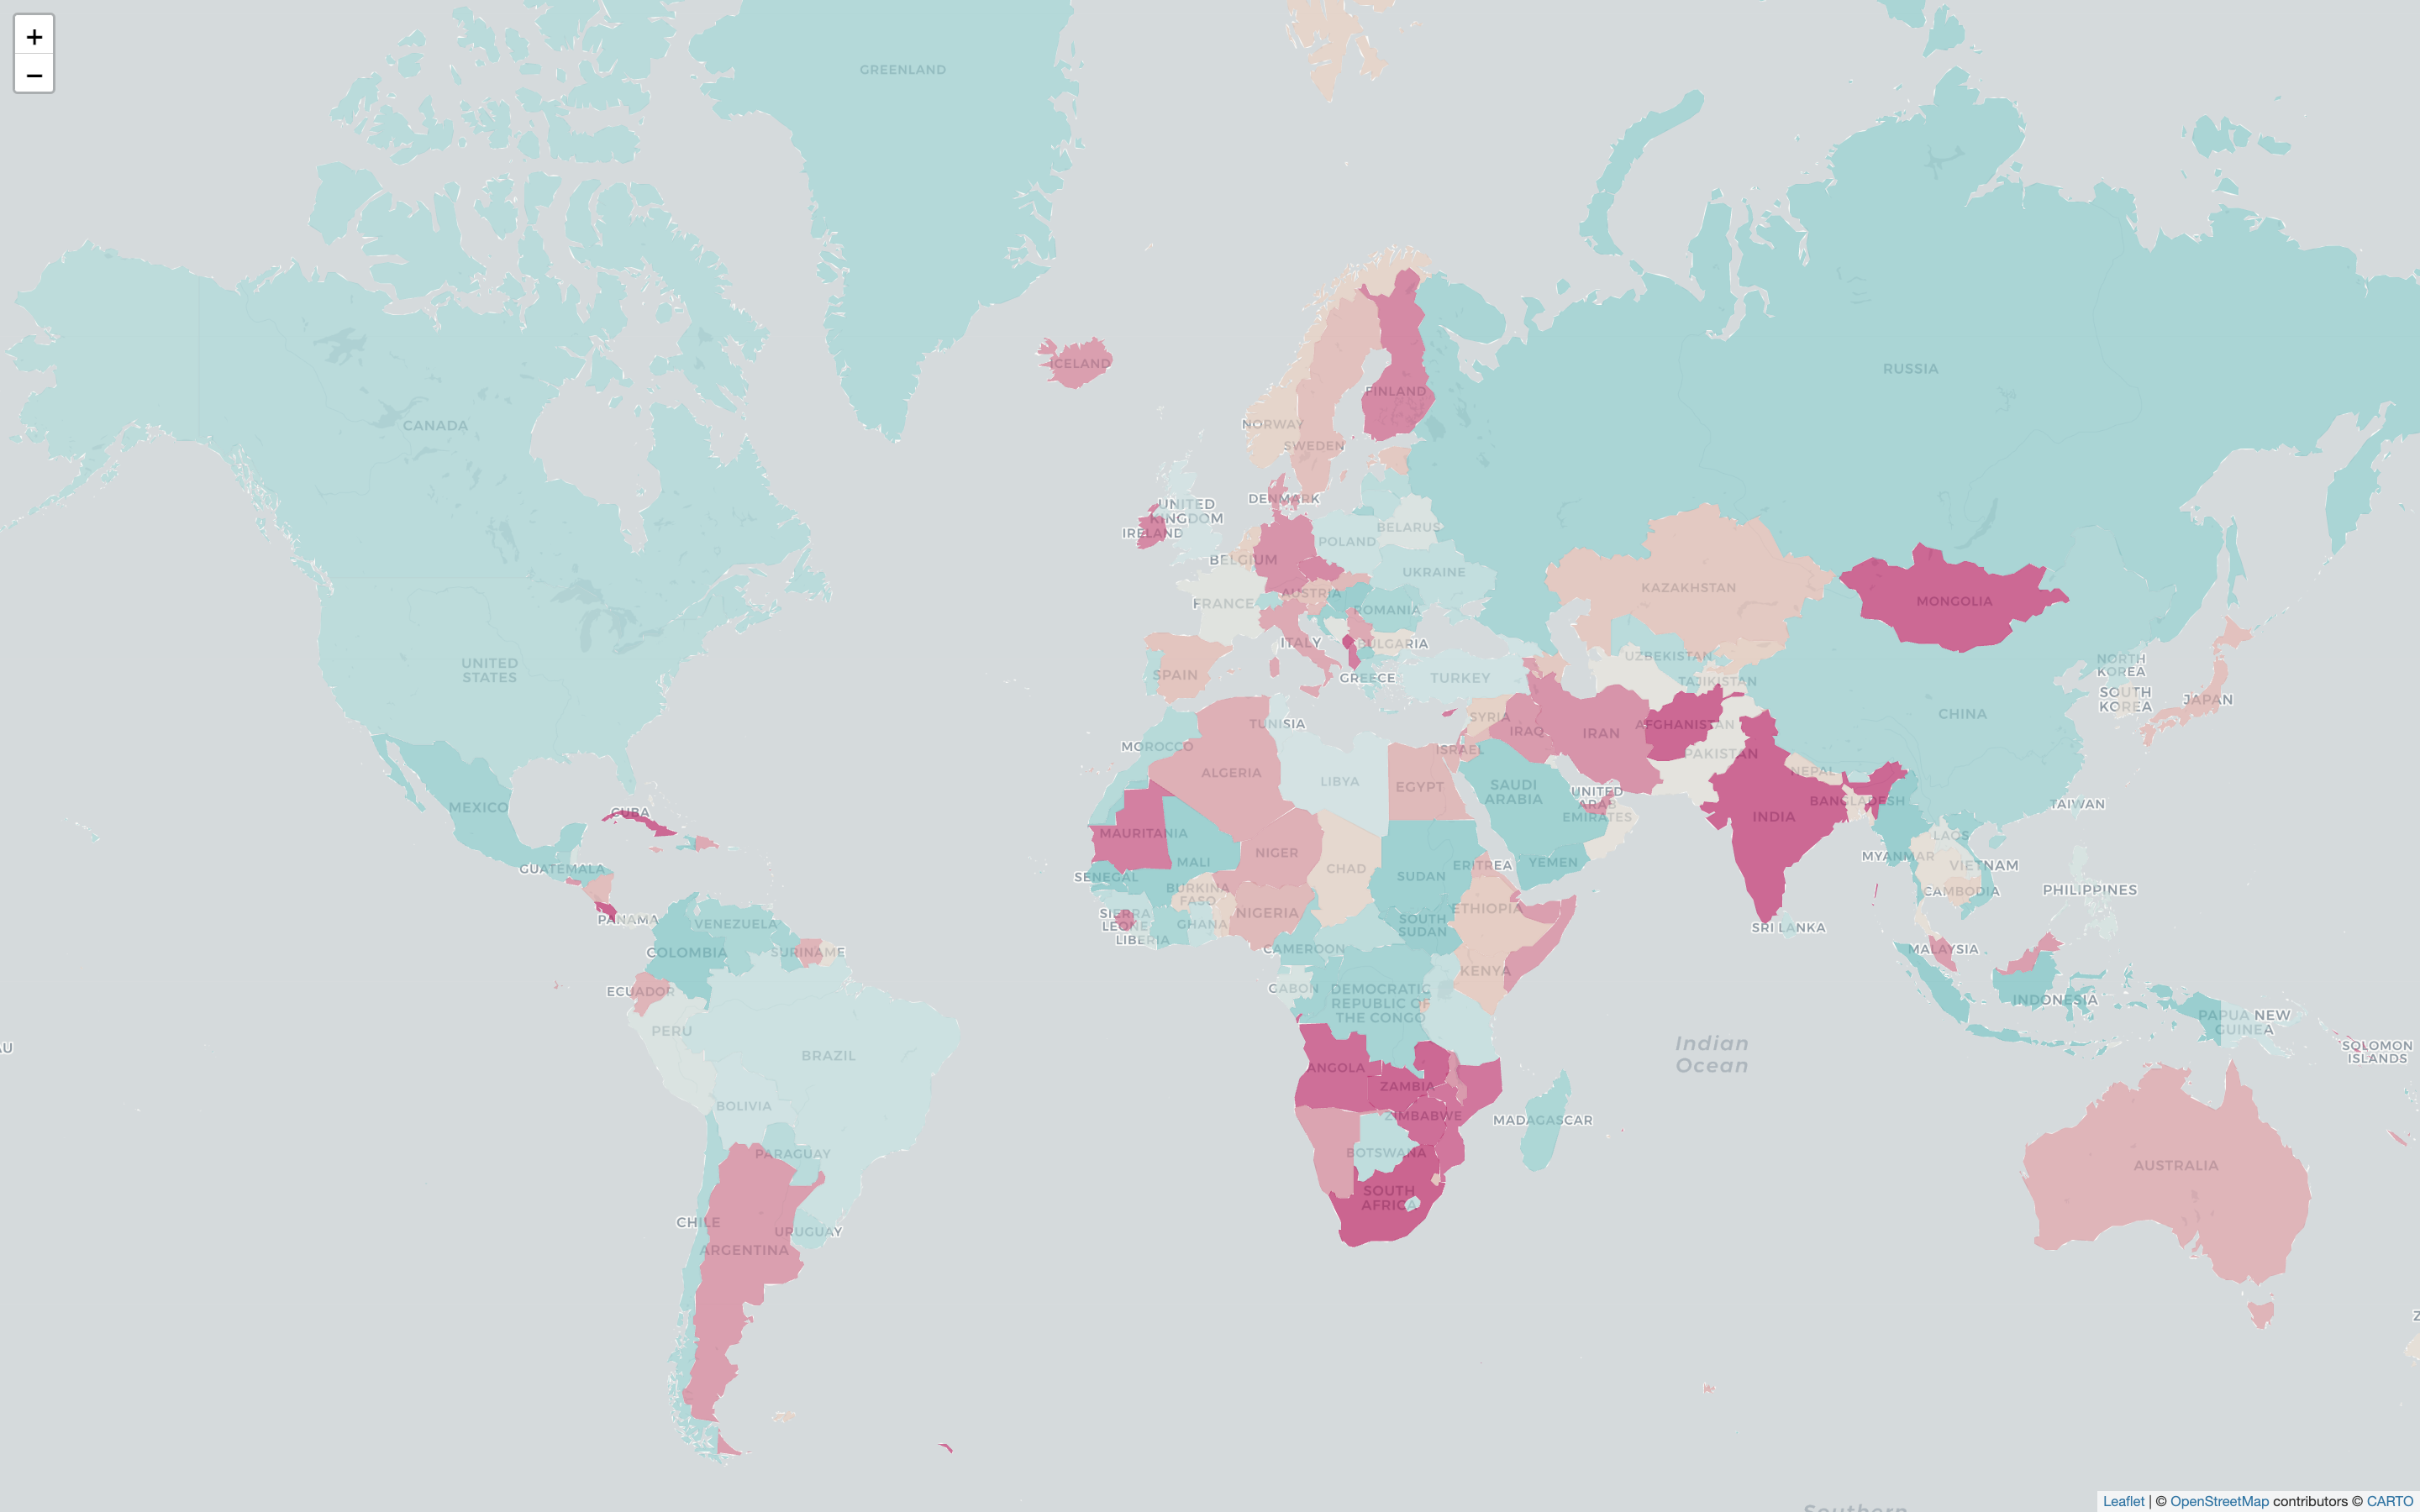 +
−
GREENLAND
ICELAND
RUSSIA
CANADA
FINLAND
NORWAY
SWEDEN
DENMARK
UNITED
KINGDOM
IRELAND
BELARUS
POLAND
BELGIUM
UKRAINE
KAZAKHSTAN
AUSTRIA
FRANCE
ROMANIA
MONGOLIA
ITALY
BULGARIA
UZBEKISTAN
UNITED
STATES
NORTH
KOREA
SPAIN
GREECE
TURKEY
TAJIKISTAN
SOUTH
KOREA
JAPAN
CHINA
TUNISIA
SYRIA
AFGHANISTAN
IRAQ
IRAN
MOROCCO
ISRAEL
PAKISTAN
ALGERIA
LIBYA
EGYPT
NEPAL
SAUDI
ARABIA
UNITED
ARAB
EMIRATES
BANGLADESH
TAIWAN
MEXICO
CUBA
INDIA
MAURITANIA
LAOS
NIGER
MYANMAR
MALI
ERITREA
YEMEN
VIETNAM
GUATEMALA
CHAD
SENEGAL
SUDAN
BURKINA
FASO
CAMBODIA
PHILIPPINES
NIGERIA
ETHIOPIA
PANAMA
SIERRA
LEONE
GHANA
SOUTH
SUDAN
SRI LANKA
VENEZUELA
LIBERIA
CAMEROON
MALAYSIA
COLOMBIA
SURINAME
KENYA
ECUADOR
GABON
DEMOCRATIC
REPUBLIC OF
THE CONGO
INDONESIA
PAPUA NEW
GUINEA
PERU
AU
Indian
Ocean
SOLOMON
ISLANDS
BRAZIL
ANGOLA
ZAMBIA
BOLIVIA
ZIMBABWE
MADAGASCAR
PARAGUAY
BOTSWANA
AUSTRALIA
SOUTH
AFRICA
CHILE
URUGUAY
ARGENTINA
Z
Southern
Leaflet | © OpenStreetMap contributors © CARTO